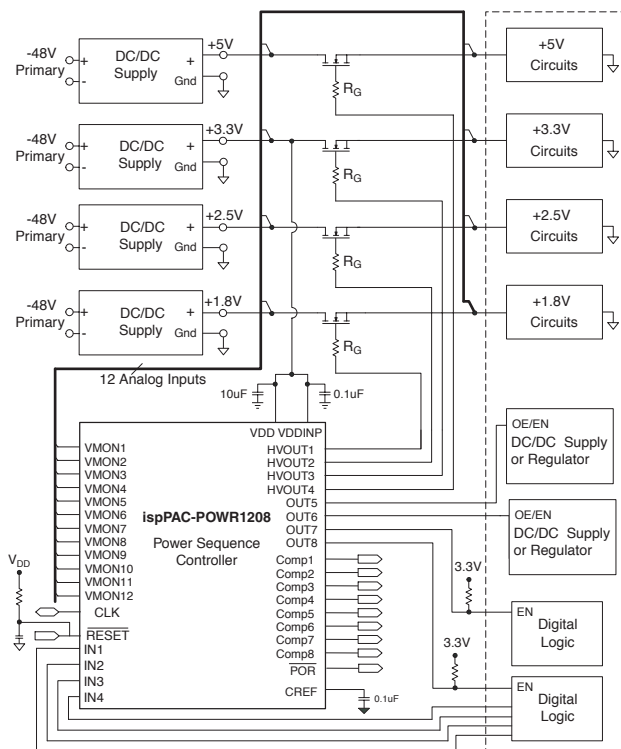 -48V
Primary
+
-
DC/DC
Supply
+
Gnd
+5V
RG
+5V
Circuits
-48V
Primary
+
-
DC/DC
Supply
+
Gnd
+3.3V
RG
+3.3V
Circuits
-48V
Primary
+
-
DC/DC
Supply
+
Gnd
+2.5V
RG
+2.5V
Circuits
-48V
Primary
+
-
DC/DC
Supply
+
Gnd
+1.8V
RG
+1.8V
Circuits
12 Analog Inputs
10uF
0.1uF
VDD VDDINP
VMON1
VMON2
VMON3
VMON4
VMON5
VMON6
VMON7
VMON8
VMON9
VMON10
VMON11
VMON12
CLK
RESET
IN1
IN2
IN3
IN4
VDD
ispPAC-POWR1208
Power Sequence
Controller
HVOUT1
HVOUT2
HVOUT3
HVOUT4
OUT5
OUT6
OUT7
OUT8
Comp1
Comp2
Comp3
Comp4
Comp5
Comp6
Comp7
Comp8
POR
CREF
0.1uF
OE/EN
DC/DC Supply
or Regulator
OE/EN
DC/DC Supply
or Regulator
3.3V
EN
Digital
Logic
3.3V
EN
Digital
Logic